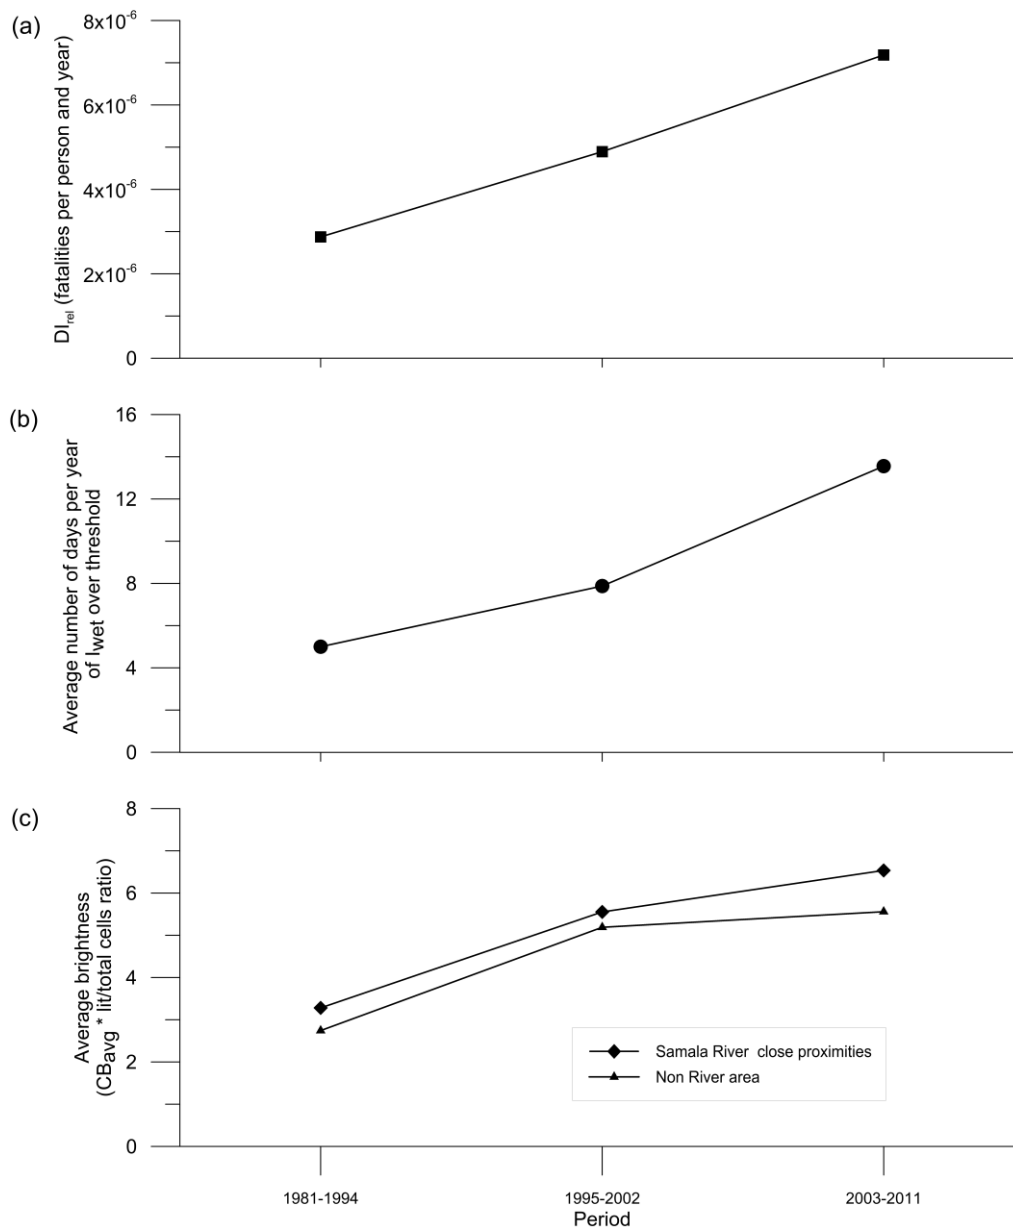 (a)
DIrel (fatalities per person and year)
8x10-6
6x10-6
4x10-6
2x10-6
0
(b)
Average number of days per year
of Iwet over threshold
16
12
8
4
0
(c)
Average brightness
(CBavg * lit/total cells ratio)
8
6
4
2
0
Samala River close proximities
Non River area
1981-1994
1995-2002
2003-2011
Period